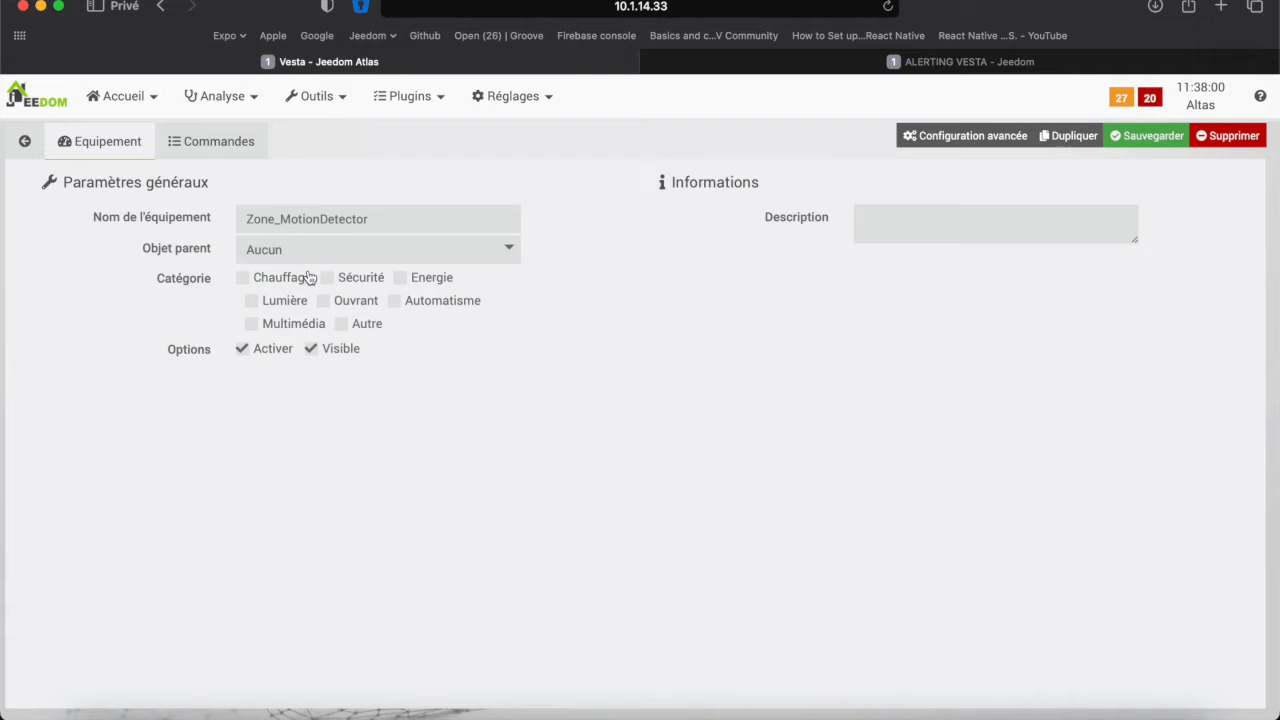 Privé
10.1.14.33
Expo Apple Google Jeedom Github Open (26) | Groove Firebase console Basics and c...V Community How to Set up...React Native React Native ...S. - YouTube
1 Vesta - Jeedom Atlas
1 ALERTING VESTA - Jeedom
EEDOM Accueil Analyse Outils Plugins Réglages 27 20 11:38:00 ?
Altas
Equipement Commandes Configuration avancée Dupliquer Sauvegarder Supprimer
Paramètres généraux
Informations
Nom de l'équipement Zone_MotionDetector
Description
Objet parent Aucun
Catégorie Chauffage Sécurité Energie
Lumière Ouvrant Automatisme
Multimédia Autre
Options Activer Visible